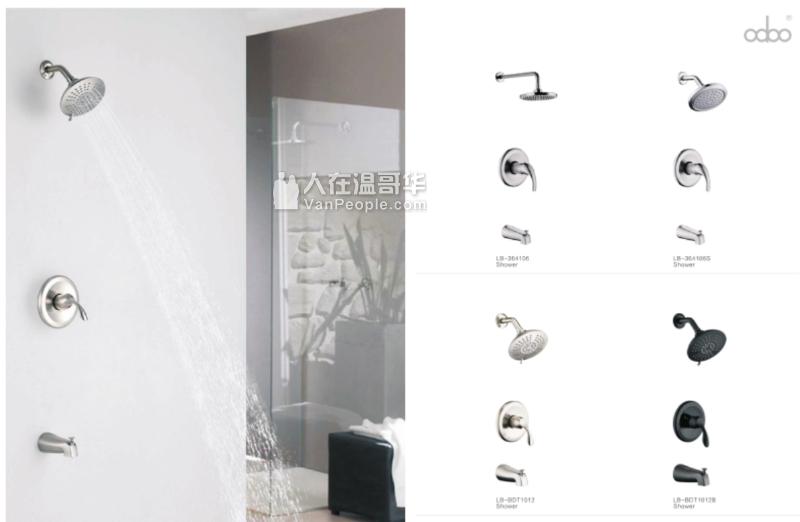 odbo®
人在温哥华
VanPeople.com
LB-364106
Shower
LB-364106S
Shower
LB-BDT1012
Shower
LB-BDT1012B
Shower